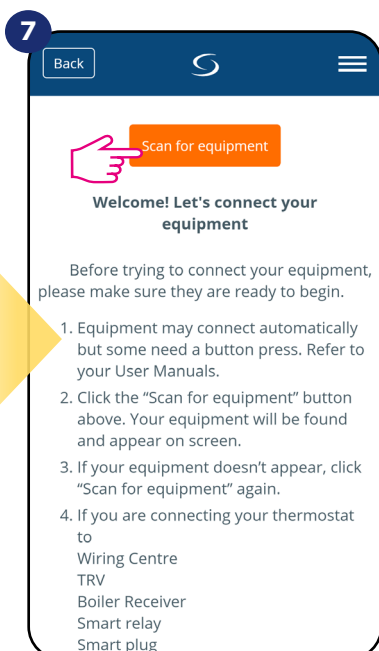 7
Back
Scan for equipment
Welcome! Let's connect your
equipment
Before trying to connect your equipment,
please make sure they are ready to begin.
1. Equipment may connect automatically
but some need a button press. Refer to
your User Manuals.
2. Click the “Scan for equipment” button
above. Your equipment will be found
and appear on screen.
3. If your equipment doesn’t appear, click
“Scan for equipment” again.
4. If you are connecting your thermostat
to
Wiring Centre
TRV
Boiler Receiver
Smart relay
Smart plug